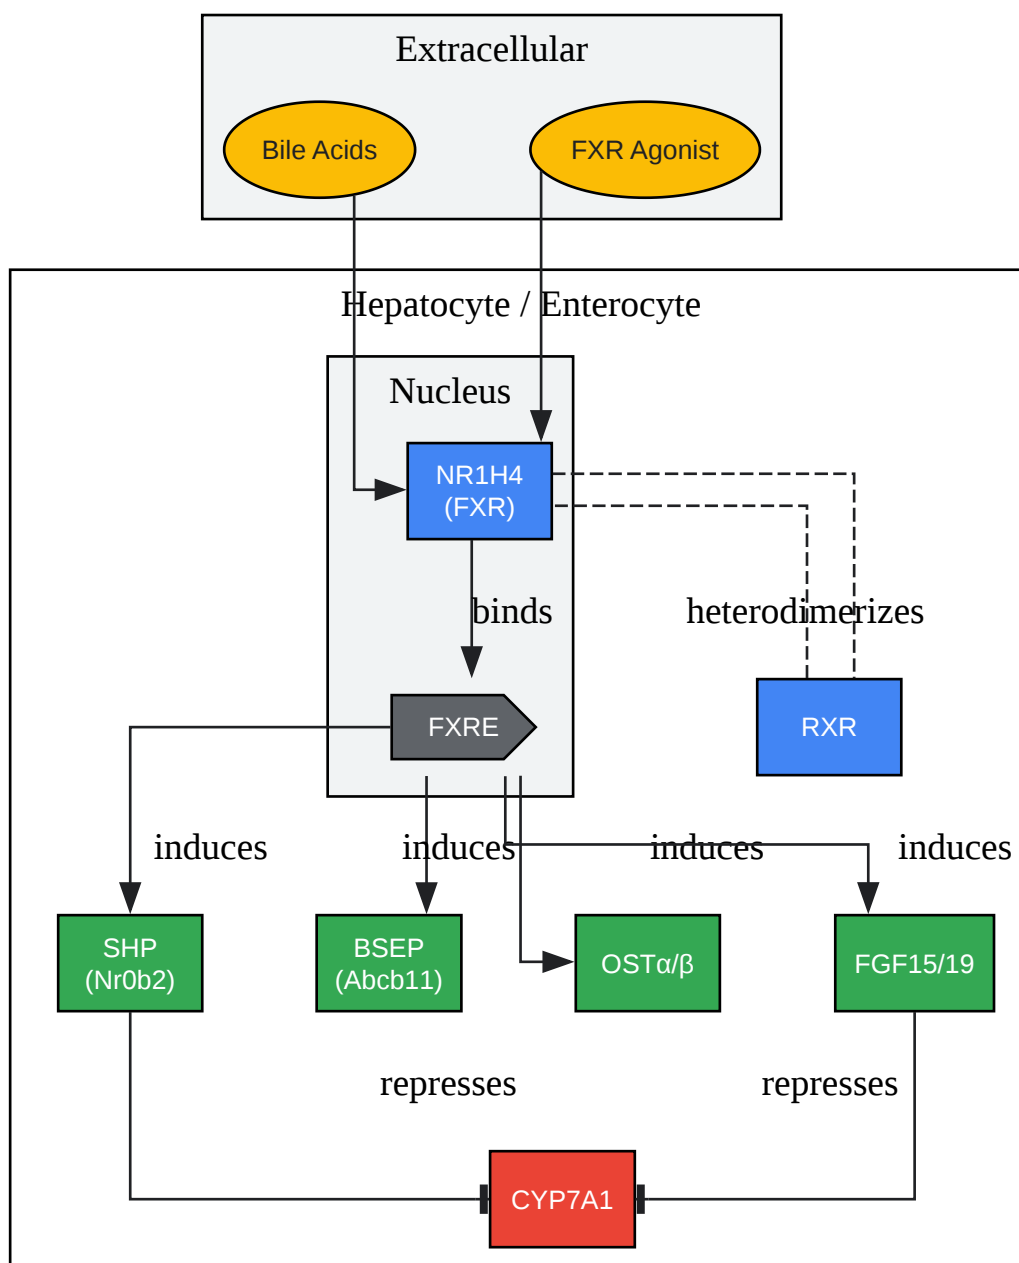 Extracellular
Bile Acids
FXR Agonist
Hepatocyte / Enterocyte
Nucleus
NR1H4
(FXR)
binds
heterodimerizes
FXRE
RXR
induces
induces
induces
induces
SHP
(Nr0b2)
BSEP
(Abcb11)
OSTα/β
FGF15/19
represses
represses
CYP7A1